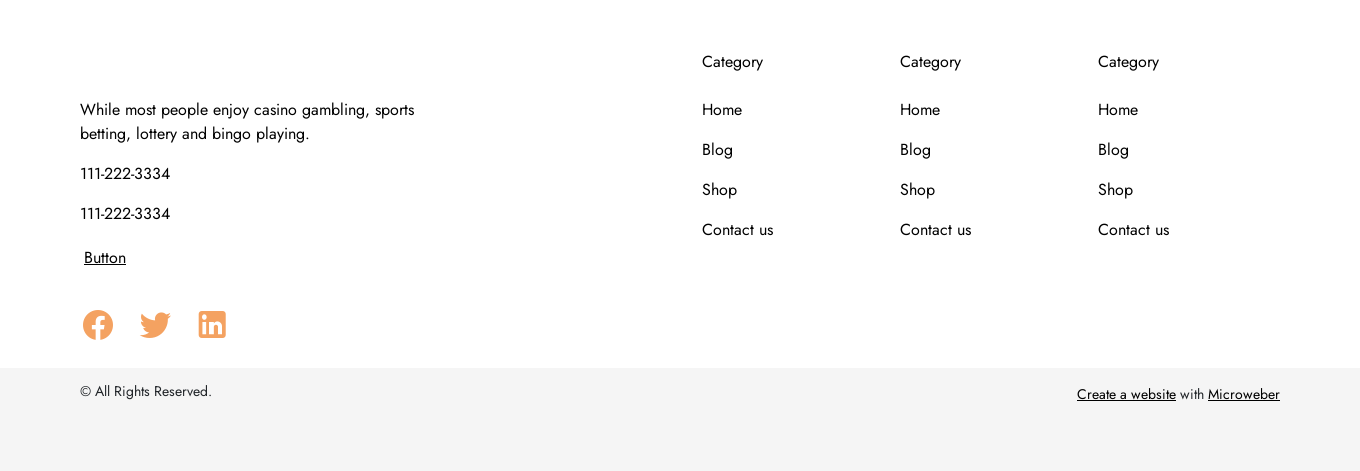 While most people enjoy casino gambling, sports
betting, lottery and bingo playing.
111-222-3334
111-222-3334
Button
Category
Home
Blog
Shop
Contact us
Category
Home
Blog
Shop
Contact us
Category
Home
Blog
Shop
Contact us
© All Rights Reserved.
Create a website with Microweber